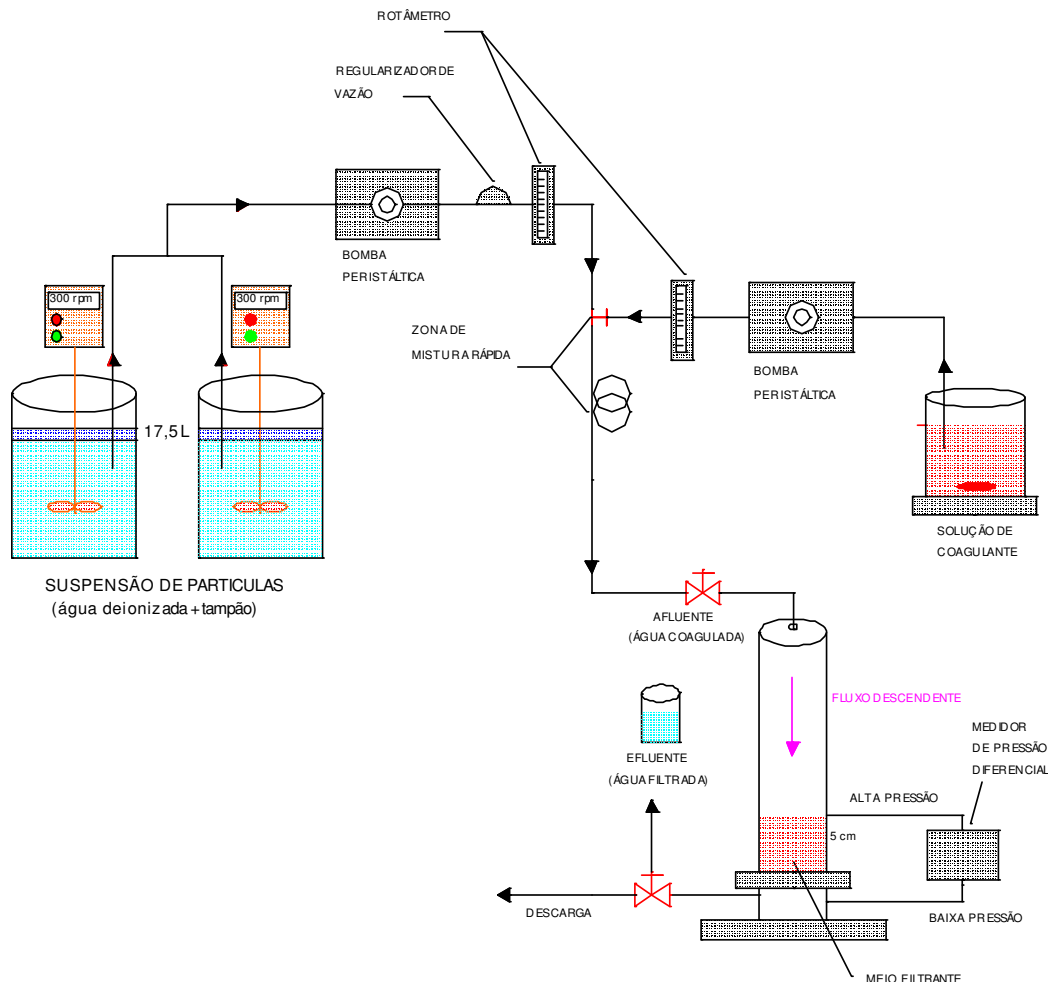 ROTÂMETRO
REGULARIZADOR DE
VAZÃO
BOMBA
PERISTÁLTICA
300 rpm
300 rpm
ZONA DE
MISTURA RÁPIDA
BOMBA
PERISTÁLTICA
17,5 L
SOLUÇÃO DE
COAGULANTE
SUSPENSÃO DE PARTICULAS
(água deionizada + tampão)
AFLUENTE
(ÁGUA COAGULADA)
FLUXO DESCENDENTE
MEDIDOR
DE PRESSÃO
DIFERENCIAL
EFLUENTE
(ÁGUA FILTRADA)
ALTA PRESSÃO
5 cm
DESCARGA
BAIXA PRESSÃO
MEIO FILTRANTE